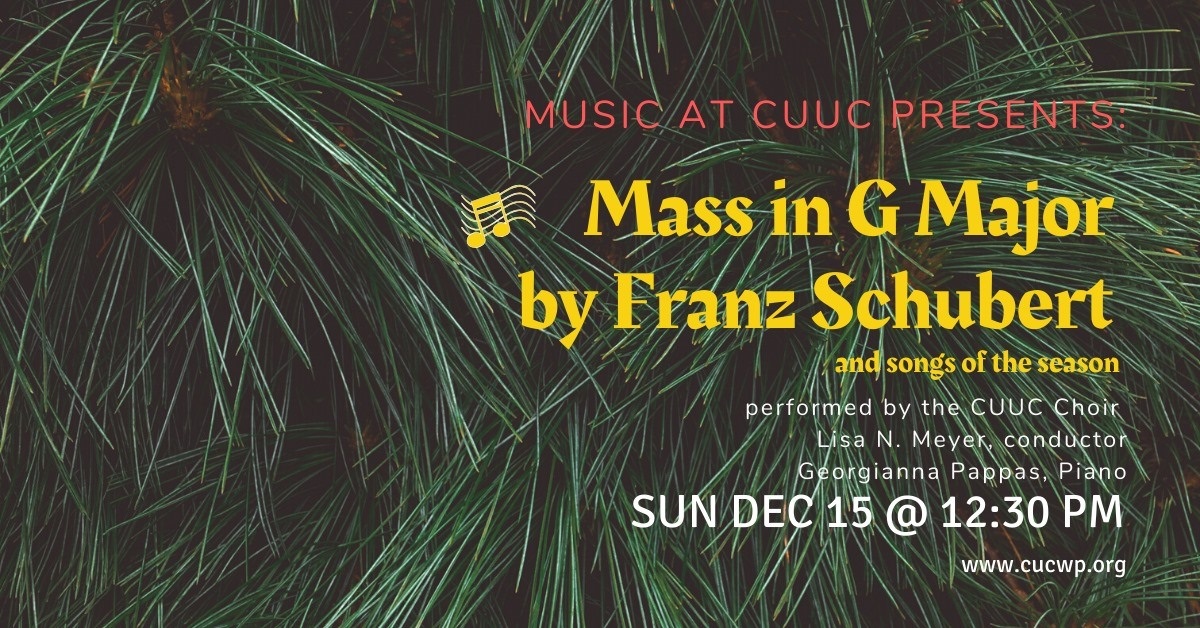 MUSIC AT CUUC PRESENTS:
Mass in G Major
by Franz Schubert
and songs of the season
performed by the CUUC Choir
Lisa N. Meyer, conductor
Georgianna Pappas, Piano
SUN DEC 15 @ 12:30 PM
www.cucwp.org